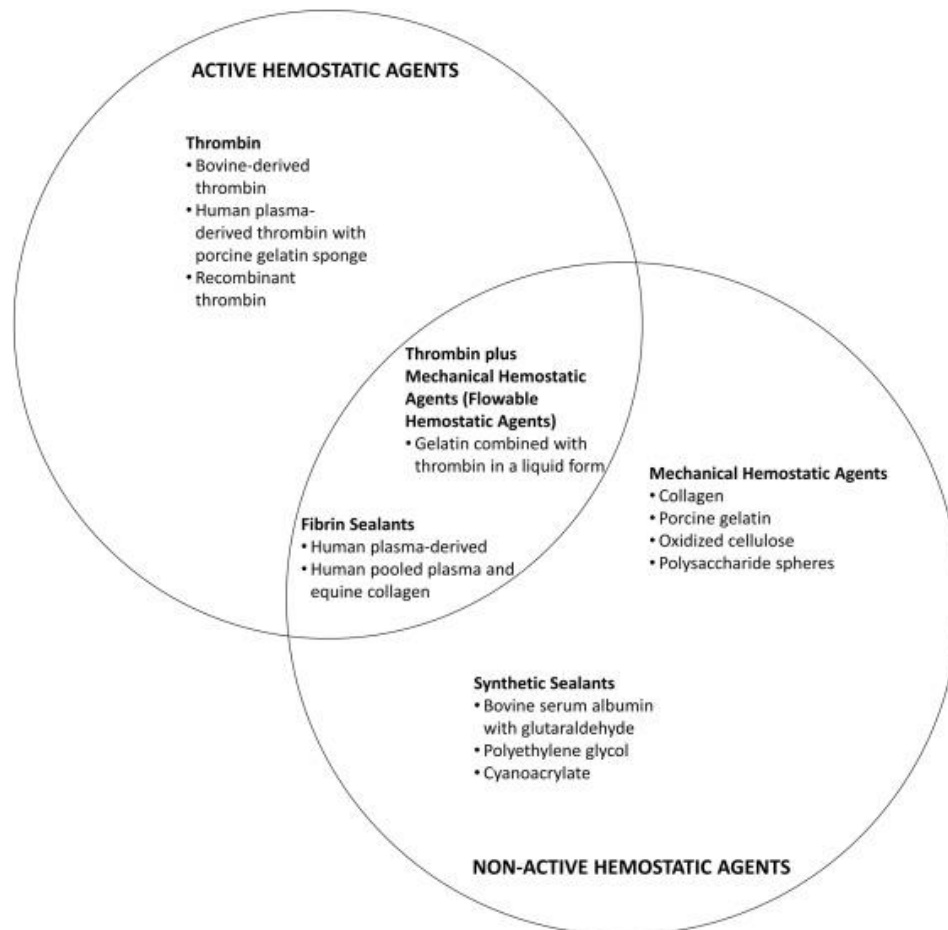 ACTIVE HEMOSTATIC AGENTS
Thrombin
• Bovine-derived
thrombin
• Human plasma-
derived thrombin with
porcine gelatin sponge
• Recombinant
thrombin
Thrombin plus
Mechanical Hemostatic
Agents (Flowable
Hemostatic Agents)
• Gelatin combined with
thrombin in a liquid form
Mechanical Hemostatic Agents
• Collagen
• Porcine gelatin
• Oxidized cellulose
• Polysaccharide spheres
Fibrin Sealants
• Human plasma-derived
• Human pooled plasma and
equine collagen
Synthetic Sealants
• Bovine serum albumin
with glutaraldehyde
• Polyethylene glycol
• Cyanoacrylate
NON-ACTIVE HEMOSTATIC AGENTS